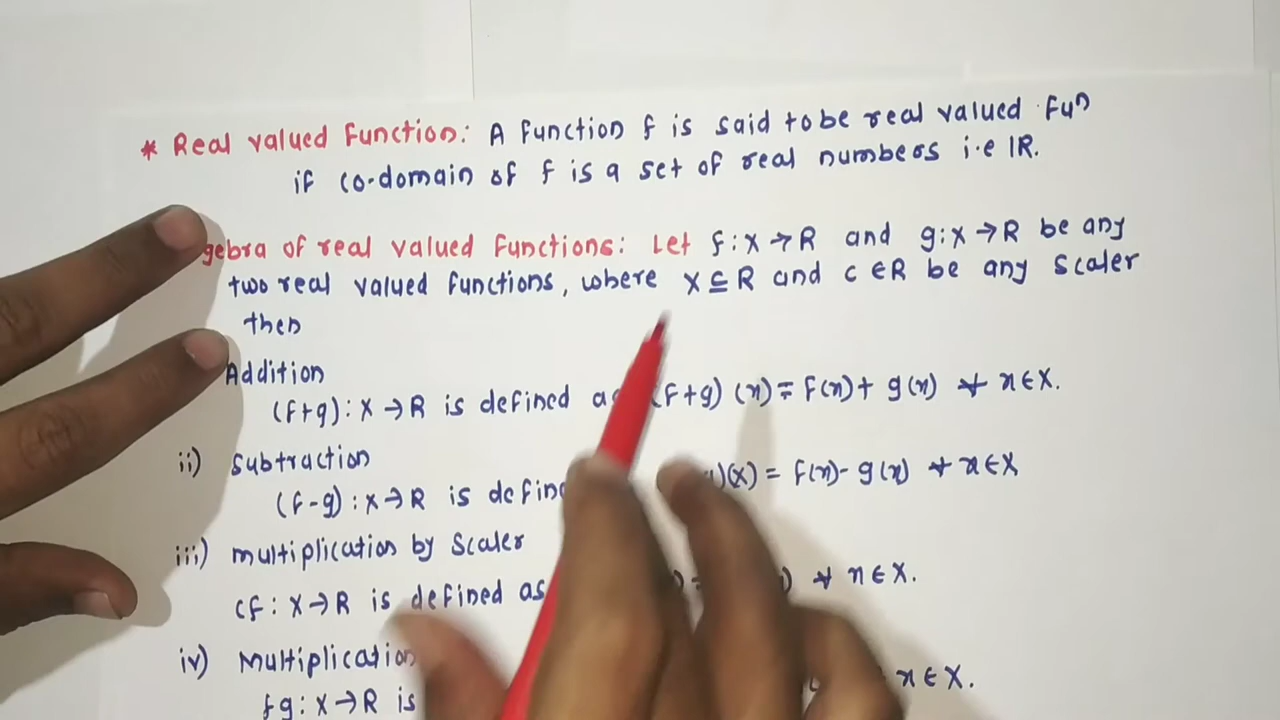 * Real valued Function: A function f is said to be real valued fun
if co-domain of f is a set of real numbers i.e IR.
gebra of real valued Functions: Let f: X → R and g: X → R be any
two real valued functions, where X ⊆ R and c ∈ R be any Scaler
then
Addition
(f+g): X → R is defined as (f+g)(x) = f(x) + g(x) ∀ x ∈ X.
ii) Subtraction
(f-g): X → R is defin )(x) = f(x) - g(x) ∀ x ∈ X
iii) multiplication by Scaler
cf: X → R is defined as ) ∀ x ∈ X.
iv) Multiplication
fg: X → R is x ∈ X.